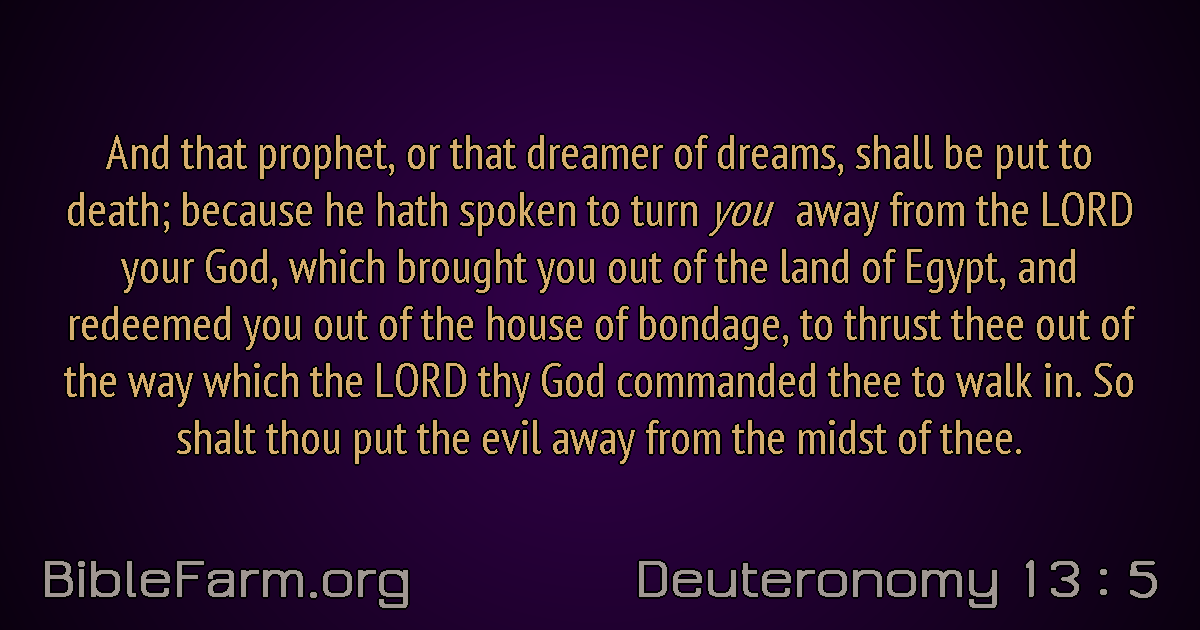 And that prophet, or that dreamer of dreams, shall be put to
death; because he hath spoken to turn you away from the LORD
your God, which brought you out of the land of Egypt, and
redeemed you out of the house of bondage, to thrust thee out of
the way which the LORD thy God commanded thee to walk in. So
shalt thou put the evil away from the midst of thee.
BibleFarm.org
Deuteronomy 13 : 5